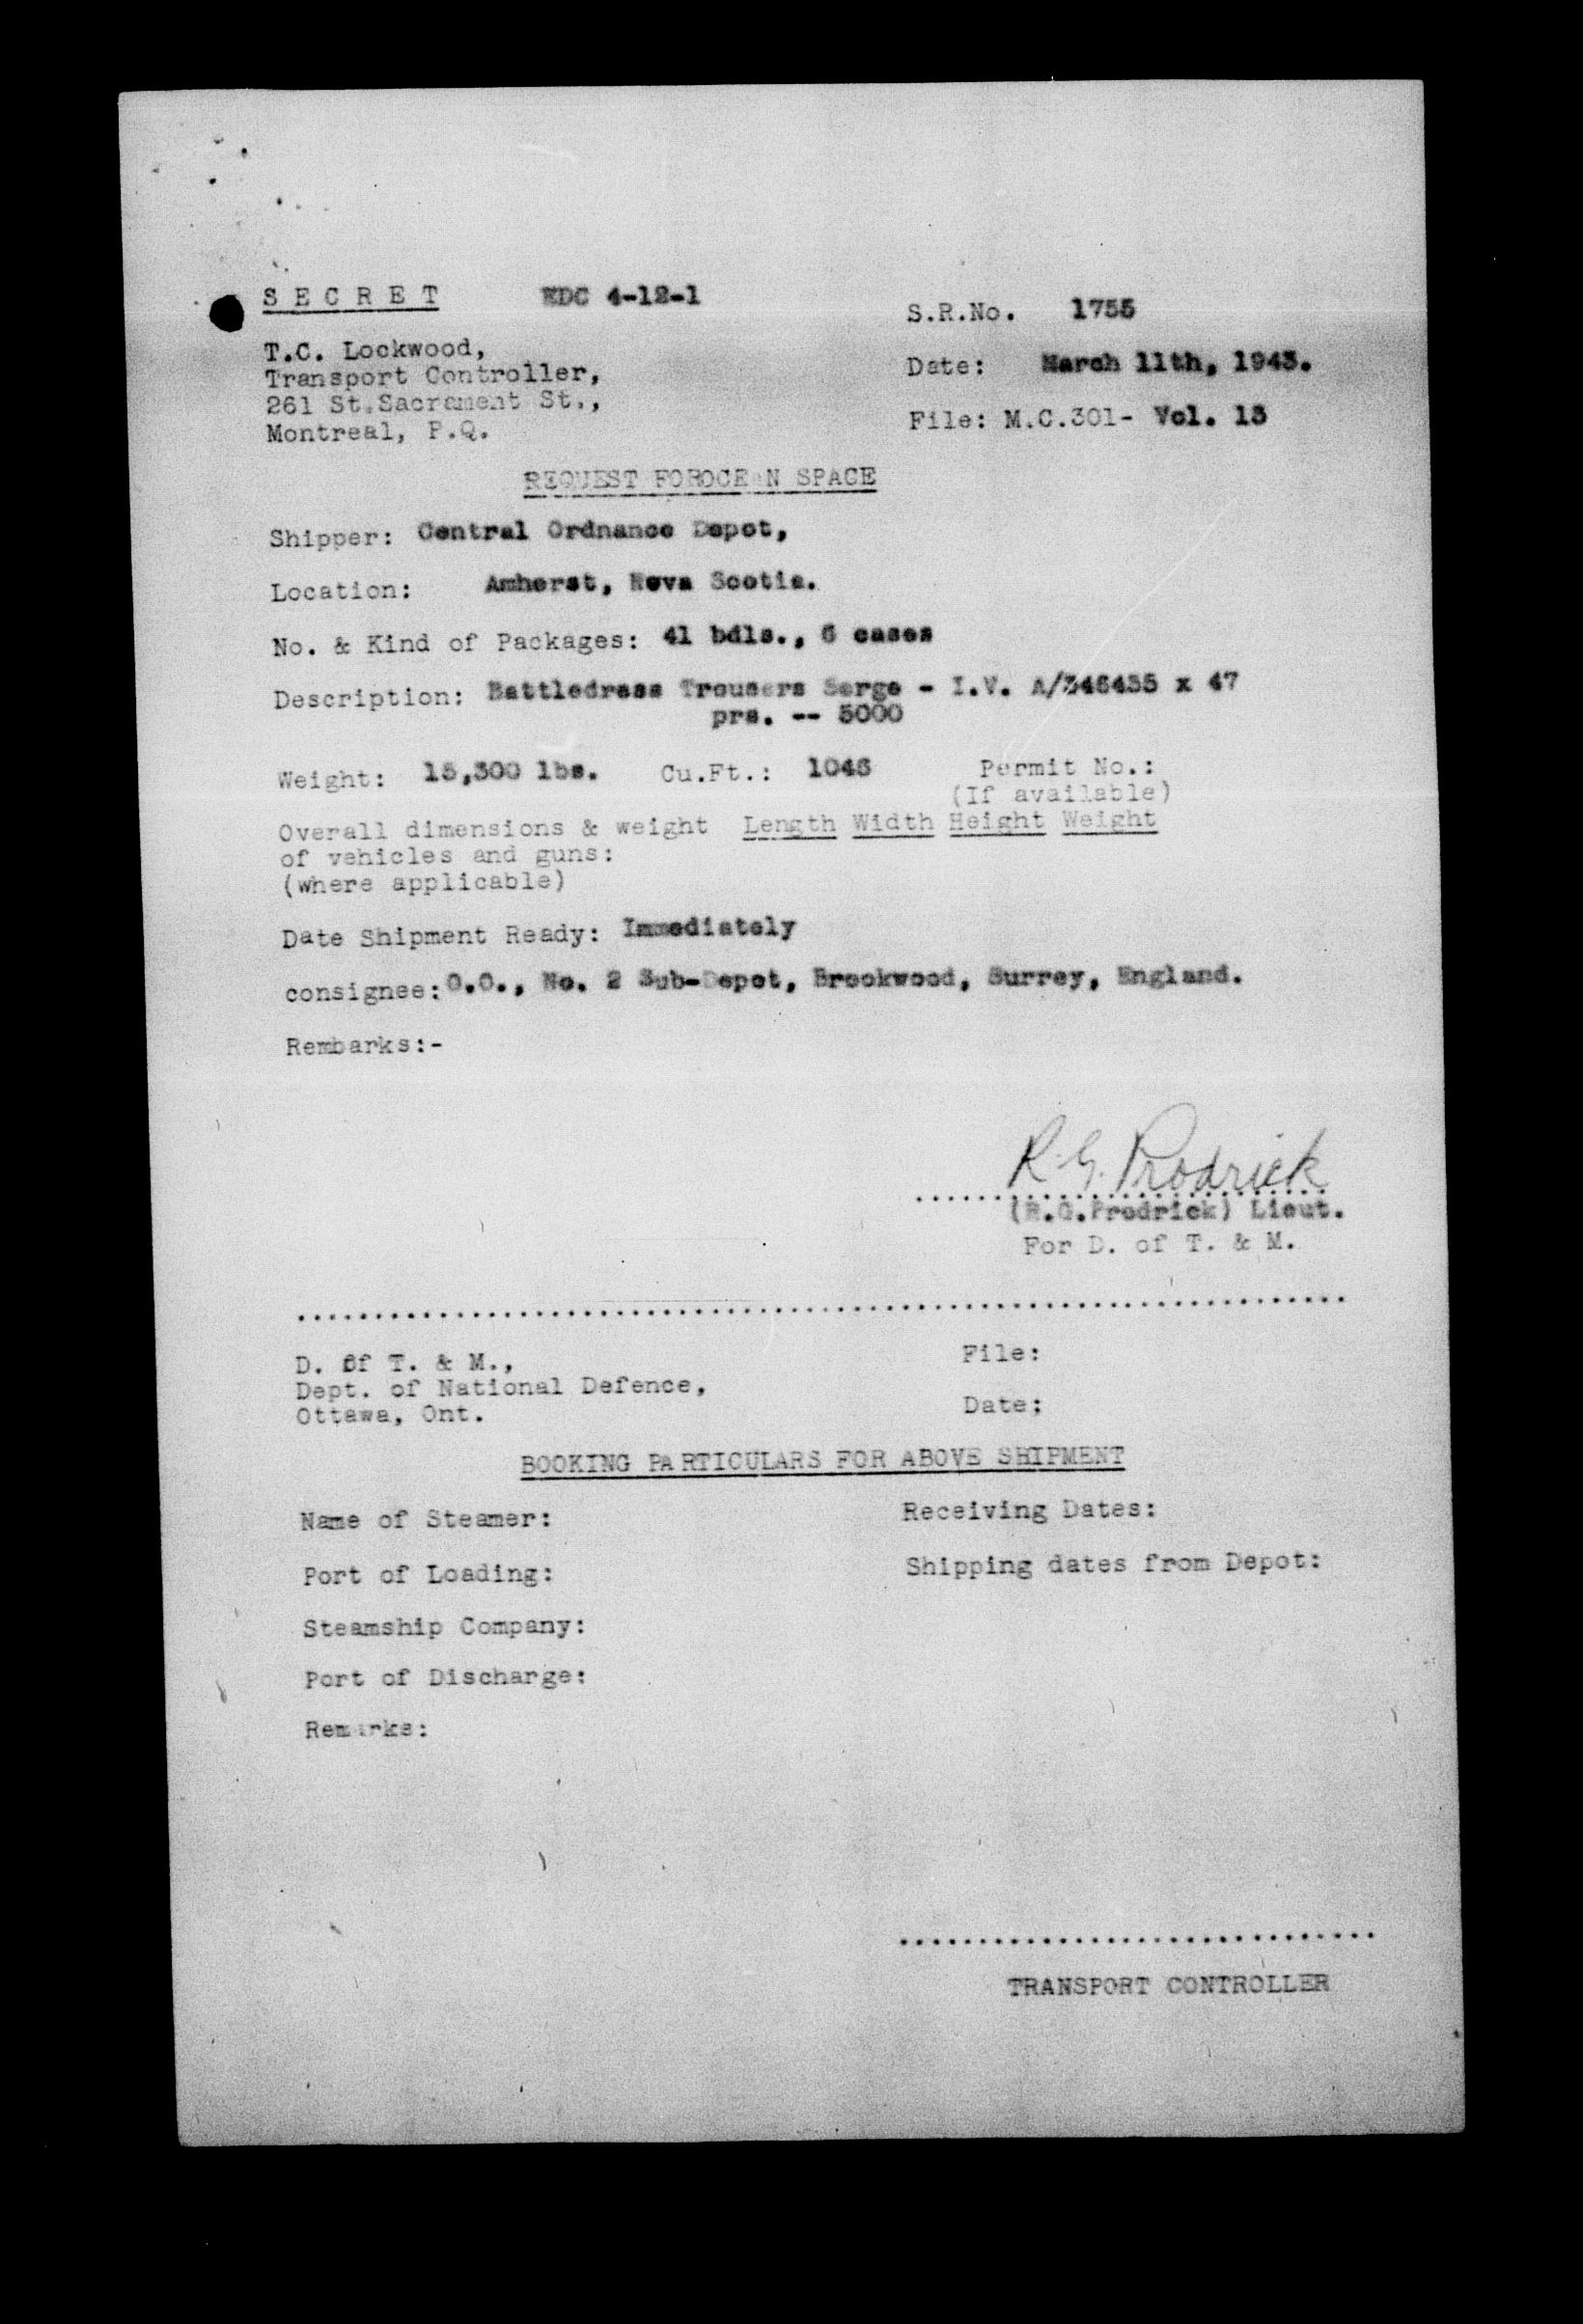 S E C R E T EDC 4-12-1
S.R.No. 1755
T.C. Lockwood,
Transport Controller,
261 St.Sacrament St.,
Montreal, P.Q.
Date: March 11th, 1943.
File: M.C.301- Vol. 13
REQUEST FOROCEAN SPACE
Shipper: Central Ordnance Depot,
Location: Amherst, Nova Scotia.
No. & Kind of Packages: 41 bdls., 6 cases
Description: Battledress Trousers Serge - I.V. A/346435 x 47
prs. -- 5000
Weight: 15,300 lbs. Cu.Ft.: 1046 Permit No.:
(If available)
Overall dimensions & weight Length Width Height Weight
of vehicles and guns:
(where applicable)
Date Shipment Ready: Immediately
consignee: O.O., No. 2 Sub-Depot, Brookwood, Surrey, England.
Rembarks:-
R.G. Prodrick
(R.G.Prodrick) Lieut.
For D. of T. & M.
D. of T. & M.,
Dept. of National Defence,
Ottawa, Ont.
File:
Date:
BOOKING PARTICULARS FOR ABOVE SHIPMENT
Name of Steamer: Receiving Dates:
Port of Loading: Shipping dates from Depot:
Steamship Company:
Port of Discharge:
Remarks:
TRANSPORT CONTROLLER